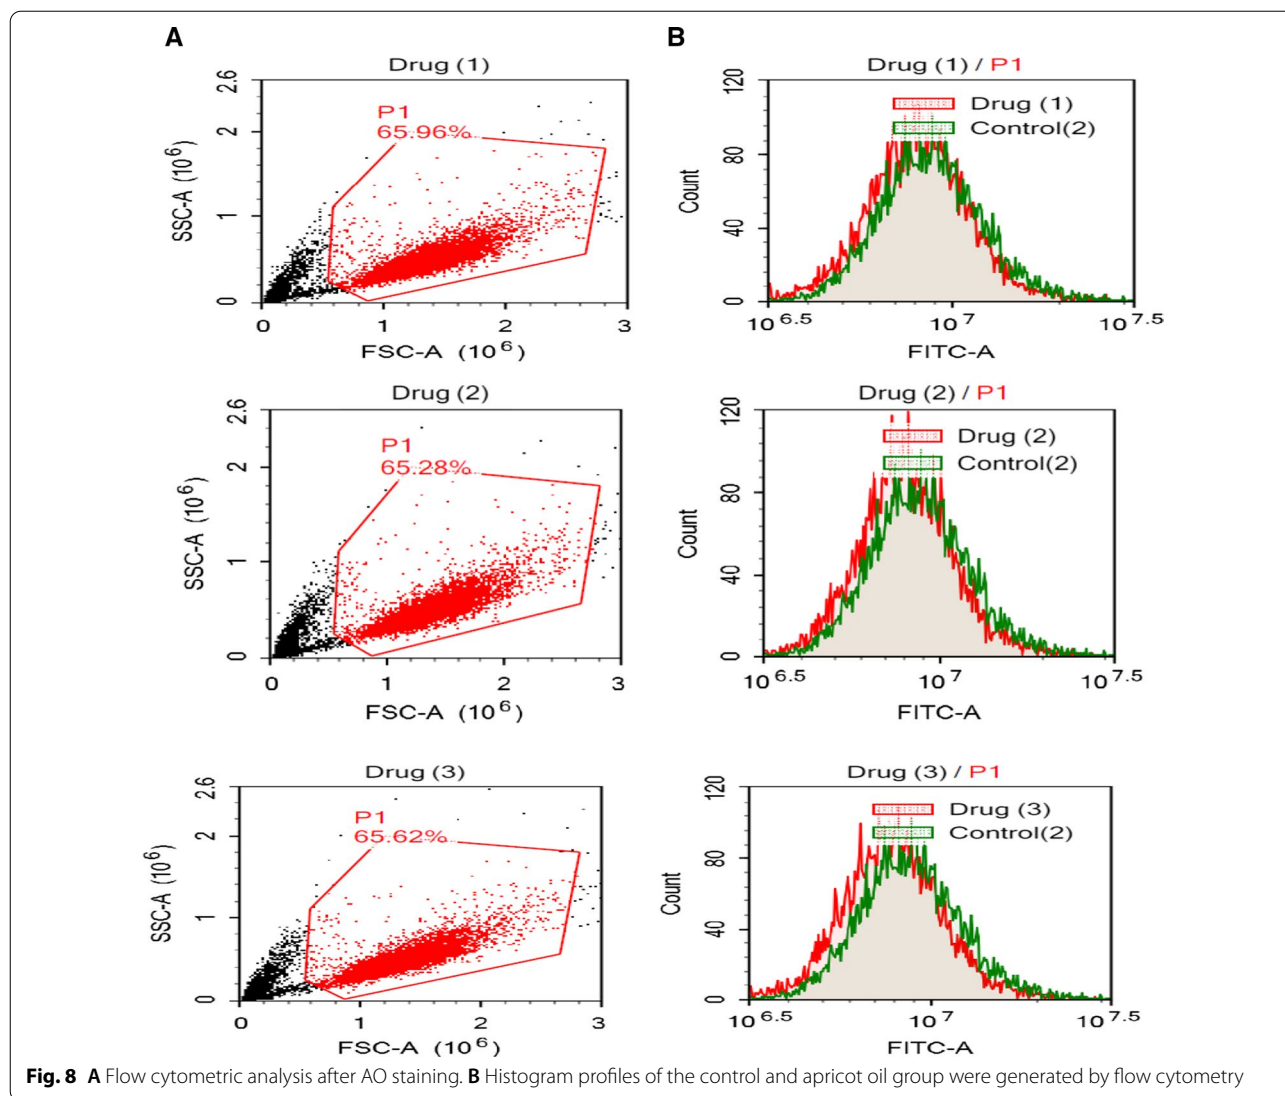 A
B
Drug (1)
P1
65.96%
2.6
2
1
0
SSC-A (10⁶)
0 1 2 3
FSC-A (10⁶)
Drug (1) / P1
Drug (1)
Control(2)
120
80
40
0
Count
10⁶·⁵ 10⁷ 10⁷·⁵
FITC-A
Drug (2)
P1
65.28%
2.6
2
1
0
SSC-A (10⁶)
0 1 2 3
FSC-A (10⁶)
Drug (2) / P1
Drug (2)
Control(2)
120
80
40
0
Count
10⁶·⁵ 10⁷ 10⁷·⁵
FITC-A
Drug (3)
P1
65.62%
2.6
2
1
0
SSC-A (10⁶)
0 1 2 3
FSC-A (10⁶)
Drug (3) / P1
Drug (3)
Control(2)
120
80
40
0
Count
10⁶·⁵ 10⁷ 10⁷·⁵
FITC-A
Fig. 8 A Flow cytometric analysis after AO staining. B Histogram profiles of the control and apricot oil group were generated by flow cytometry